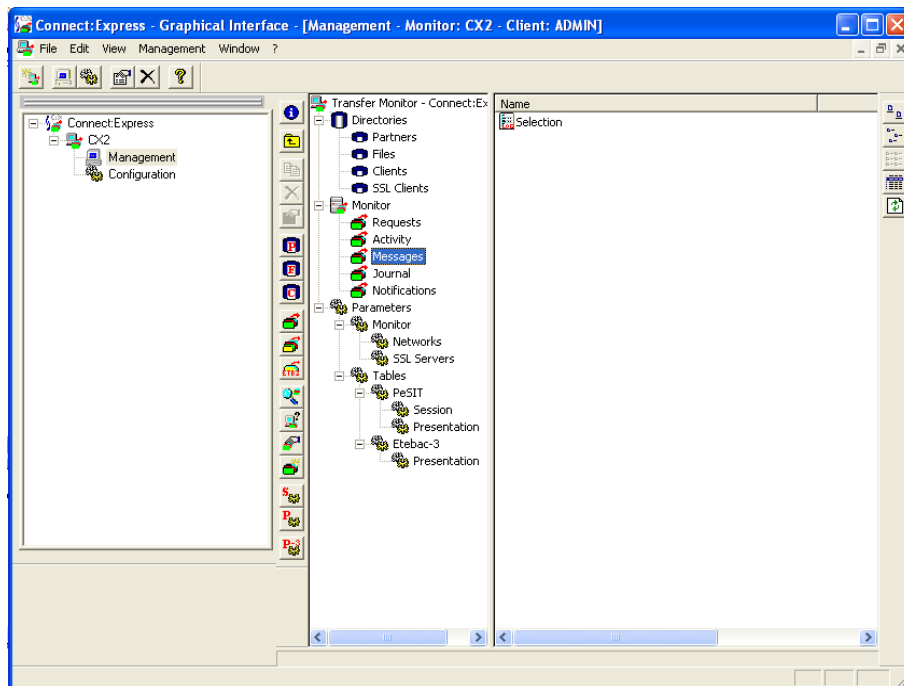 Connect:Express - Graphical Interface - [Management - Monitor: CX2 - Client: ADMIN]
File Edit View Management Window ?
Connect:Express
CX2
Management
Configuration
P
F
C
ETB3
S
P
P-3
Transfer Monitor - Connect:Ex
Directories
Partners
Files
Clients
SSL Clients
Monitor
Requests
Activity
Messages
Journal
Notifications
Parameters
Monitor
Networks
SSL Servers
Tables
PeSIT
Session
Presentation
Etebac-3
Presentation
Name
Selection